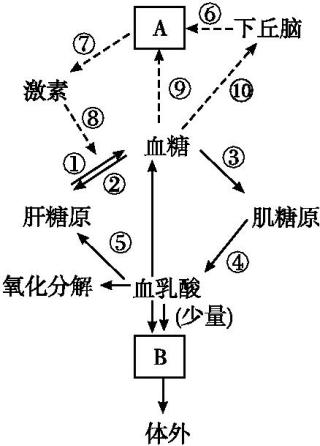 A
⑥
下丘脑
⑦
激素
⑧
⑨
⑩
①
②
血糖
③
肝糖原
⑤
肌糖原
④
氧化分解
血乳酸
(少量)
B
体外